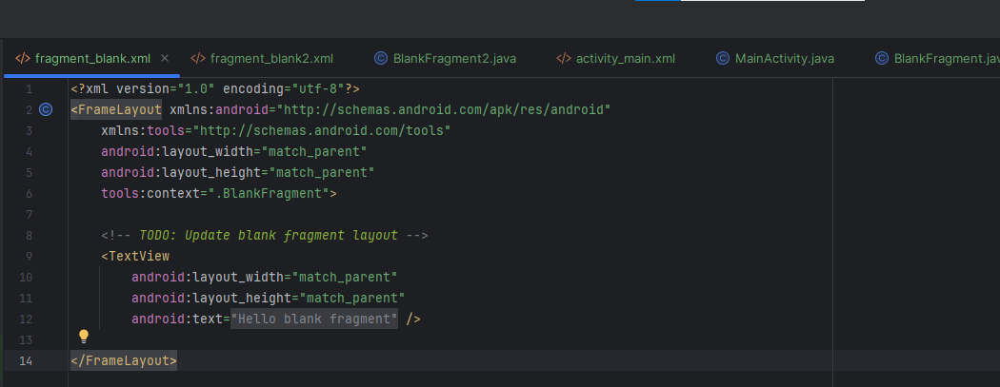 fragment_blank.xml
fragment_blank2.xml
BlankFragment2.java
activity_main.xml
MainActivity.java
BlankFragment.jav
1 <?xml version="1.0" encoding="utf-8"?>
2 <FrameLayout xmlns:android="http://schemas.android.com/apk/res/android"
3 xmlns:tools="http://schemas.android.com/tools"
4 android:layout_width="match_parent"
5 android:layout_height="match_parent"
6 tools:context=".BlankFragment">
7
8 <!-- TODO: Update blank fragment layout -->
9 <TextView
10 android:layout_width="match_parent"
11 android:layout_height="match_parent"
12 android:text="Hello blank fragment" />
13
14 </FrameLayout>